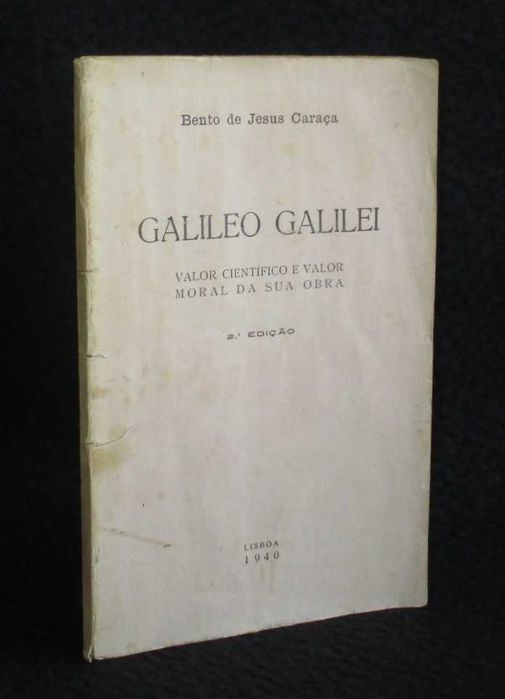 Bento de Jesus Caraça
GALILEO GALILEI
VALOR CIENTÍFICO E VALOR
MORAL DA SUA OBRA
2.ª EDIÇÃO
LISBOA
1940